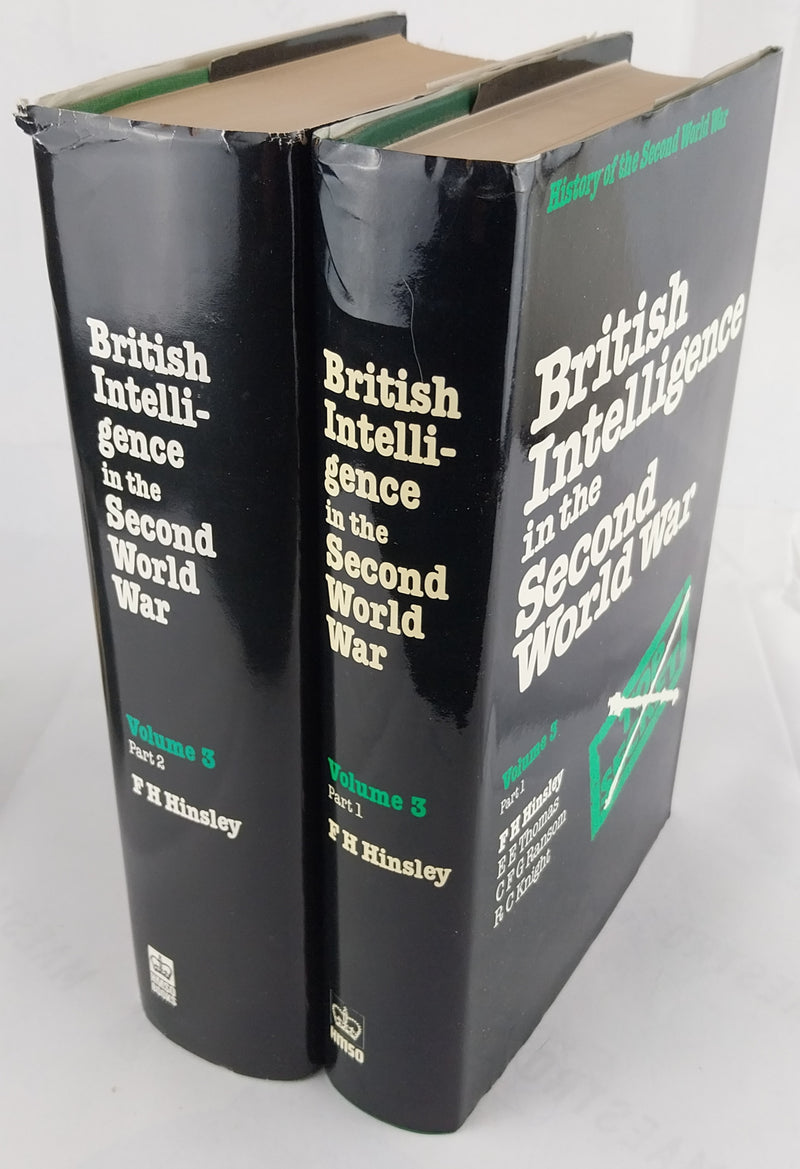 British
Intelli-
gence
in the
Second
World
War
Volume 3
Part 2
F H Hinsley
HMSO
BOOKS
British
Intelli-
gence
in the
Second
World
War
Volume 3
Part 1
F H Hinsley
HMSO
History of the Second World War
British
Intelligence
in the
Second
World War
Volume 3
Part 1
F H Hinsley
E E Thomas
C F G Ransom
R C Knight